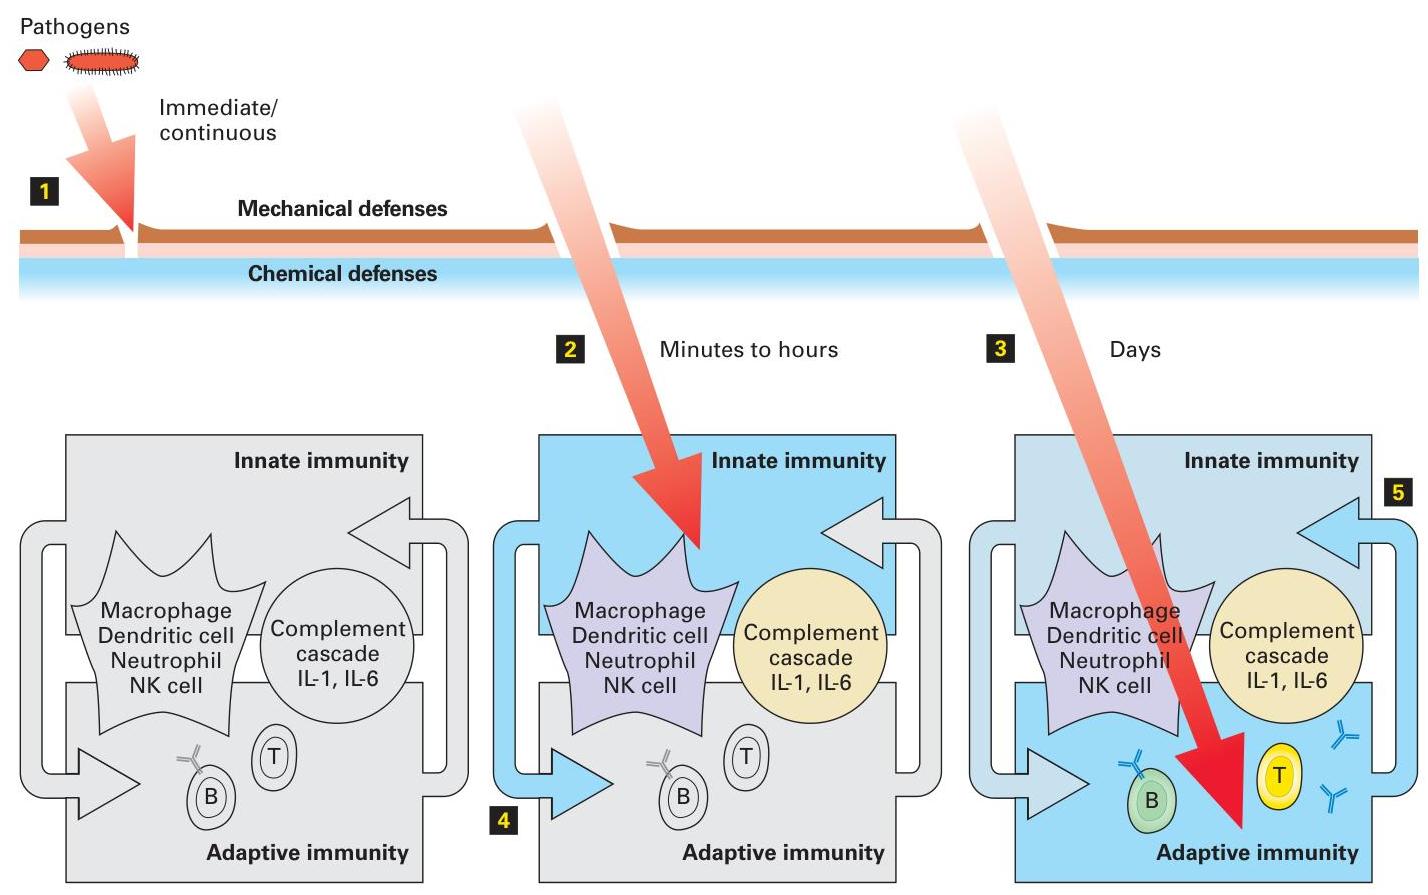 Pathogens
Immediate/
continuous
1
Mechanical defenses
Chemical defenses
2
Minutes to hours
3
Days
Innate immunity
Macrophage
Dendritic cell
Neutrophil
NK cell
Complement
cascade
IL-1, IL-6
T
B
Adaptive immunity
Innate immunity
Macrophage
Dendritic cell
Neutrophil
NK cell
Complement
cascade
IL-1, IL-6
T
B
4
Adaptive immunity
Innate immunity
5
Macrophage
Dendritic cell
Neutrophil
NK cell
Complement
cascade
IL-1, IL-6
T
B
Adaptive immunity